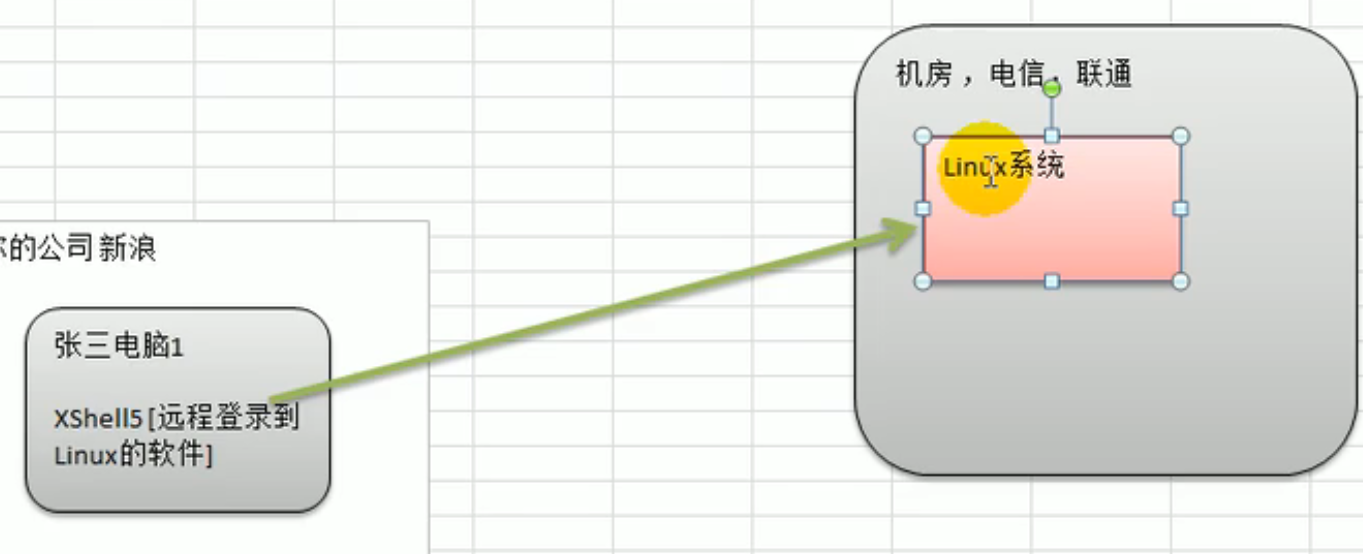 机房，电信，联通
Linux系统
的公司新浪
张三电脑1
XShell5[远程登录到
Linux的软件]